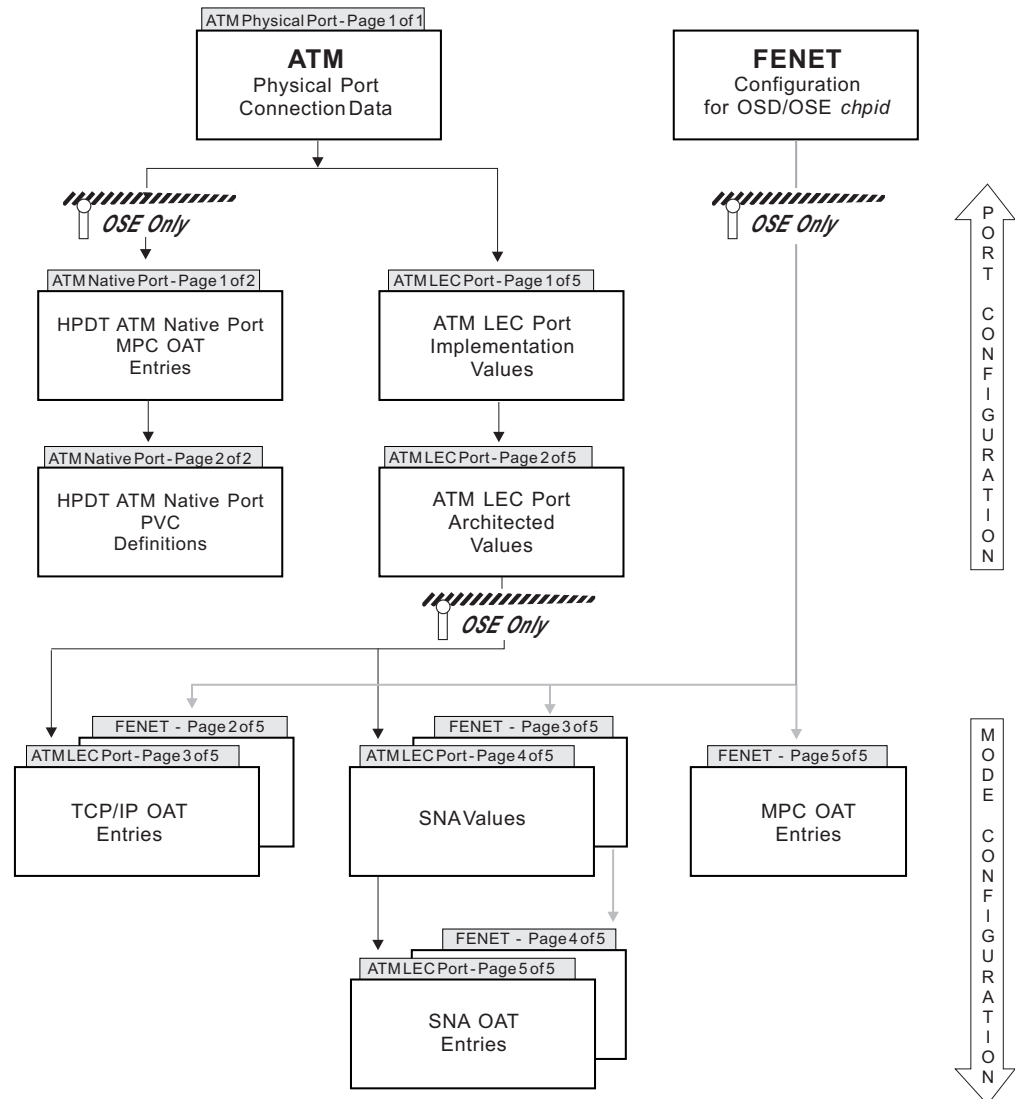 ATM Physical Port - Page 1 of 1
ATM
Physical Port
Connection Data
FENET
Configuration
for OSD/OSE chpid
OSE Only
OSE Only
PORT CONFIGURATION
ATM Native Port - Page 1 of 2
HPDT ATM Native Port
MPC OAT
Entries
ATM LEC Port - Page 1 of 5
ATM LEC Port
Implementation
Values
ATM Native Port - Page 2 of 2
HPDT ATM Native Port
PVC
Definitions
ATM LEC Port - Page 2 of 5
ATM LEC Port
Architected
Values
OSE Only
FENET - Page 2 of 5
ATM LEC Port - Page 3 of 5
TCP/IP OAT
Entries
FENET - Page 3 of 5
ATM LEC Port - Page 4 of 5
SNA Values
FENET - Page 5 of 5
MPC OAT
Entries
MODE CONFIGURATION
FENET - Page 4 of 5
ATM LEC Port - Page 5 of 5
SNA OAT
Entries